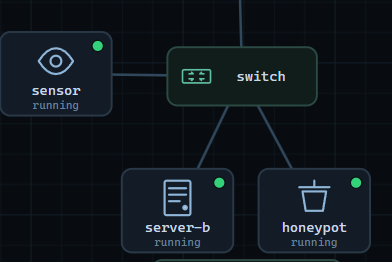 sensor
running
switch
server-b
running
honeypot
running